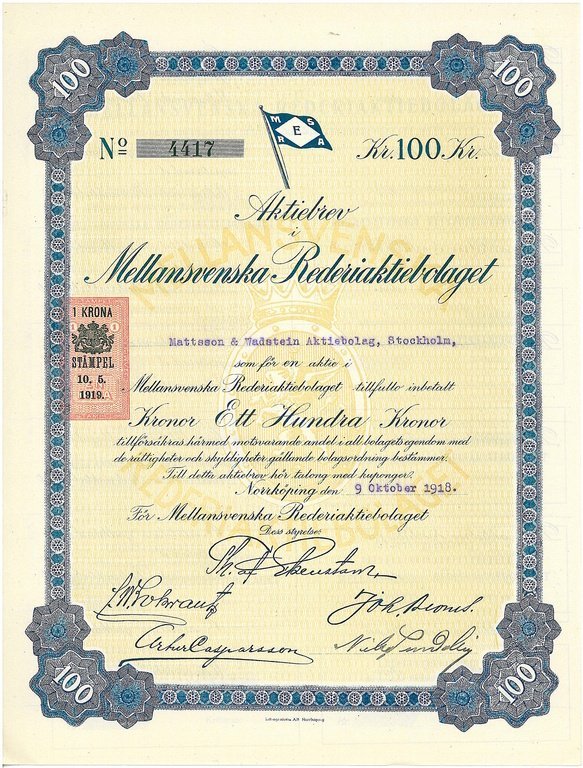 100
100
M S
E
R A
No 4417
Kr. 100 Kr.
Aktiebrev
i
Mellansvenska Rederiaktiebolaget
MELLANSVENSKA
1 KRONA
STÄMPEL
10. 5.
1919.
Mattsson & Wadstein Aktiebolag, Stockholm,
som för en aktie i
Mellansvenska Rederiaktiebolaget tillfullo inbetalt
Kronor Ett Hundra Kronor
tillförsäkras härmed motsvarande andel i all bolagets egendom med
de rättigheter och skyldigheter gällande bolagsordning bestämmer.
Till detta aktiebrev hör talong med kuponger.
Norrköping den 9 Oktober 1918.
För Mellansvenska Rederiaktiebolaget
Dess styrelse:
Arthur Casparsson
100
100